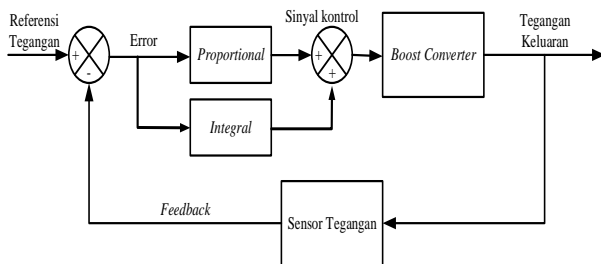 Referensi
Tegangan
+
-
Error
Proportional
Integral
Sinyal kontrol
+
+
Boost Converter
Tegangan
Keluaran
Feedback
Sensor Tegangan